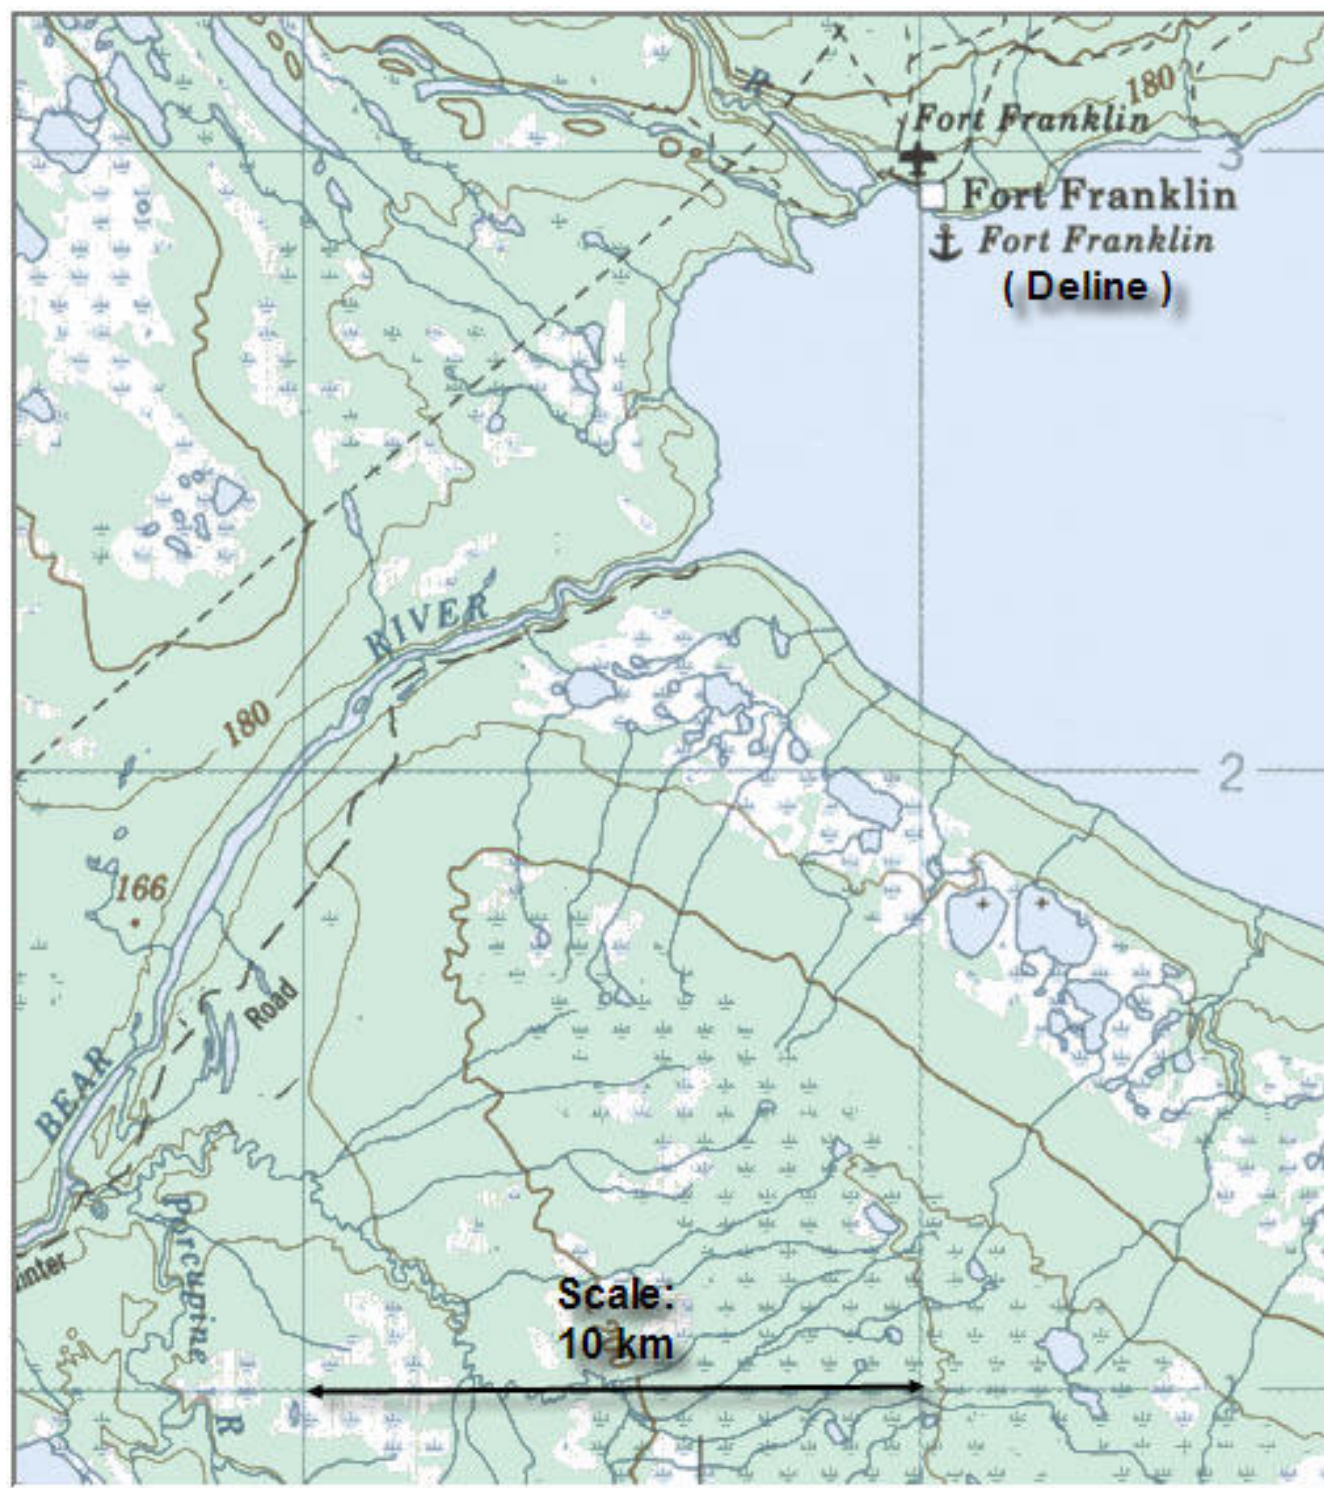 R
180
Fort Franklin
3
Fort Franklin
Fort Franklin
( Deline )
RIVER
180
2
166
Road
BEAR
Porcupine
Scale:
10 km
R